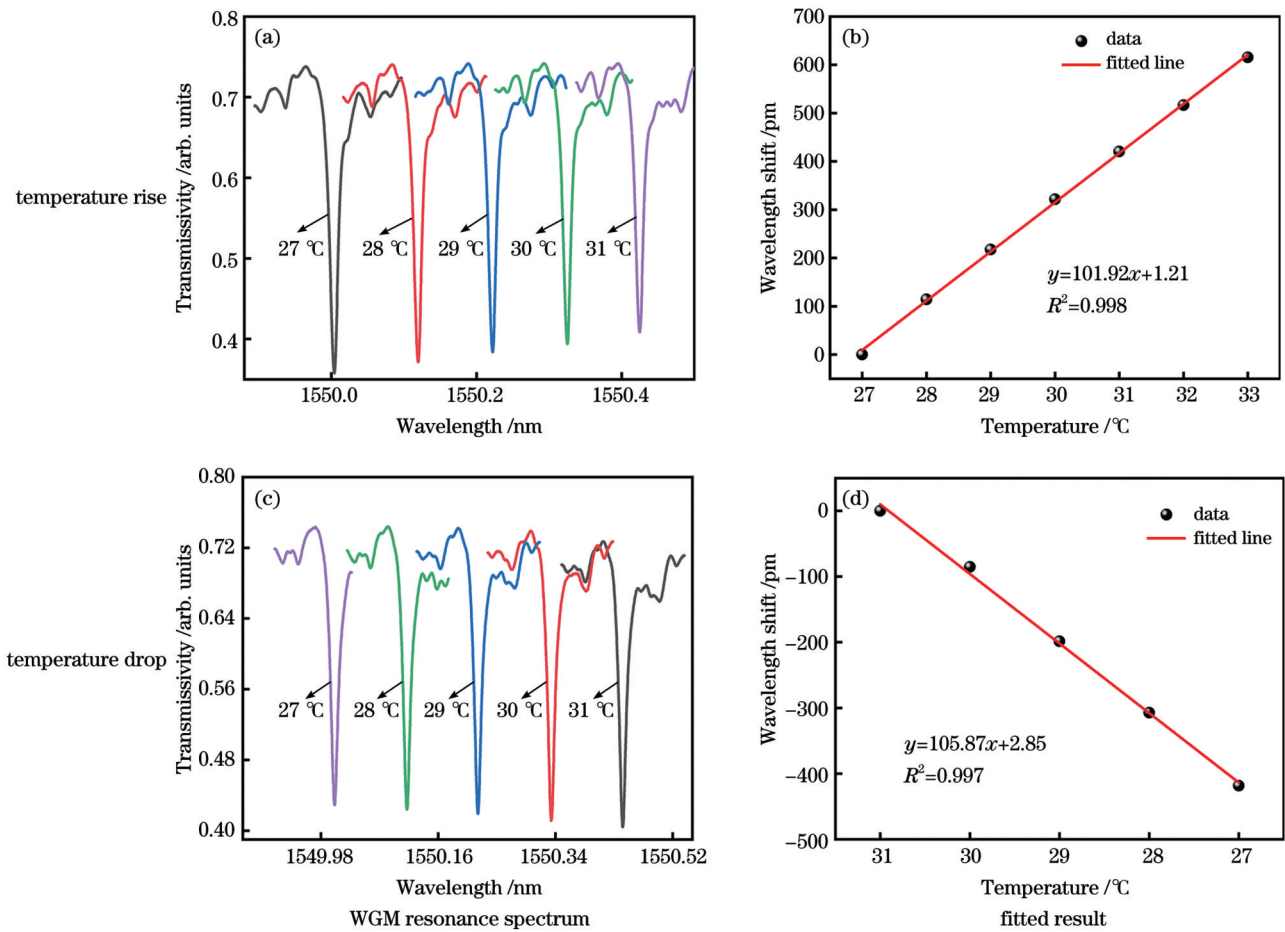 (a)
0.8
0.7
0.6
0.5
0.4
Transmissivity /arb. units
temperature rise
27 ℃
28 ℃
29 ℃
30 ℃
31 ℃
1550.0
1550.2
1550.4
Wavelength /nm
(b)
700
600
500
400
300
200
100
0
Wavelength shift /pm
data
fitted line
y=101.92x+1.21
R²=0.998
27
28
29
30
31
32
33
Temperature /℃
(c)
0.80
0.72
0.64
0.56
0.48
0.40
Transmissivity /arb. units
temperature drop
27 ℃
28 ℃
29 ℃
30 ℃
31 ℃
1549.98
1550.16
1550.34
1550.52
Wavelength /nm
WGM resonance spectrum
(d)
0
−100
−200
−300
−400
−500
Wavelength shift /pm
data
fitted line
y=105.87x+2.85
R²=0.997
31
30
29
28
27
Temperature /℃
fitted result